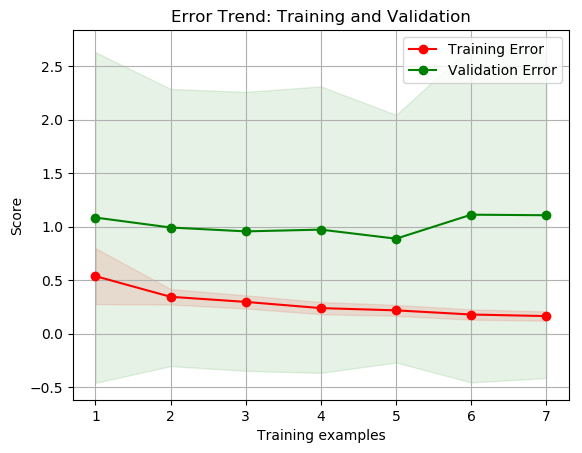 Error Trend: Training and Validation
Training Error
Validation Error
2.5
2.0
1.5
1.0
0.5
0.0
−0.5
Score
1 2 3 4 5 6 7
Training examples